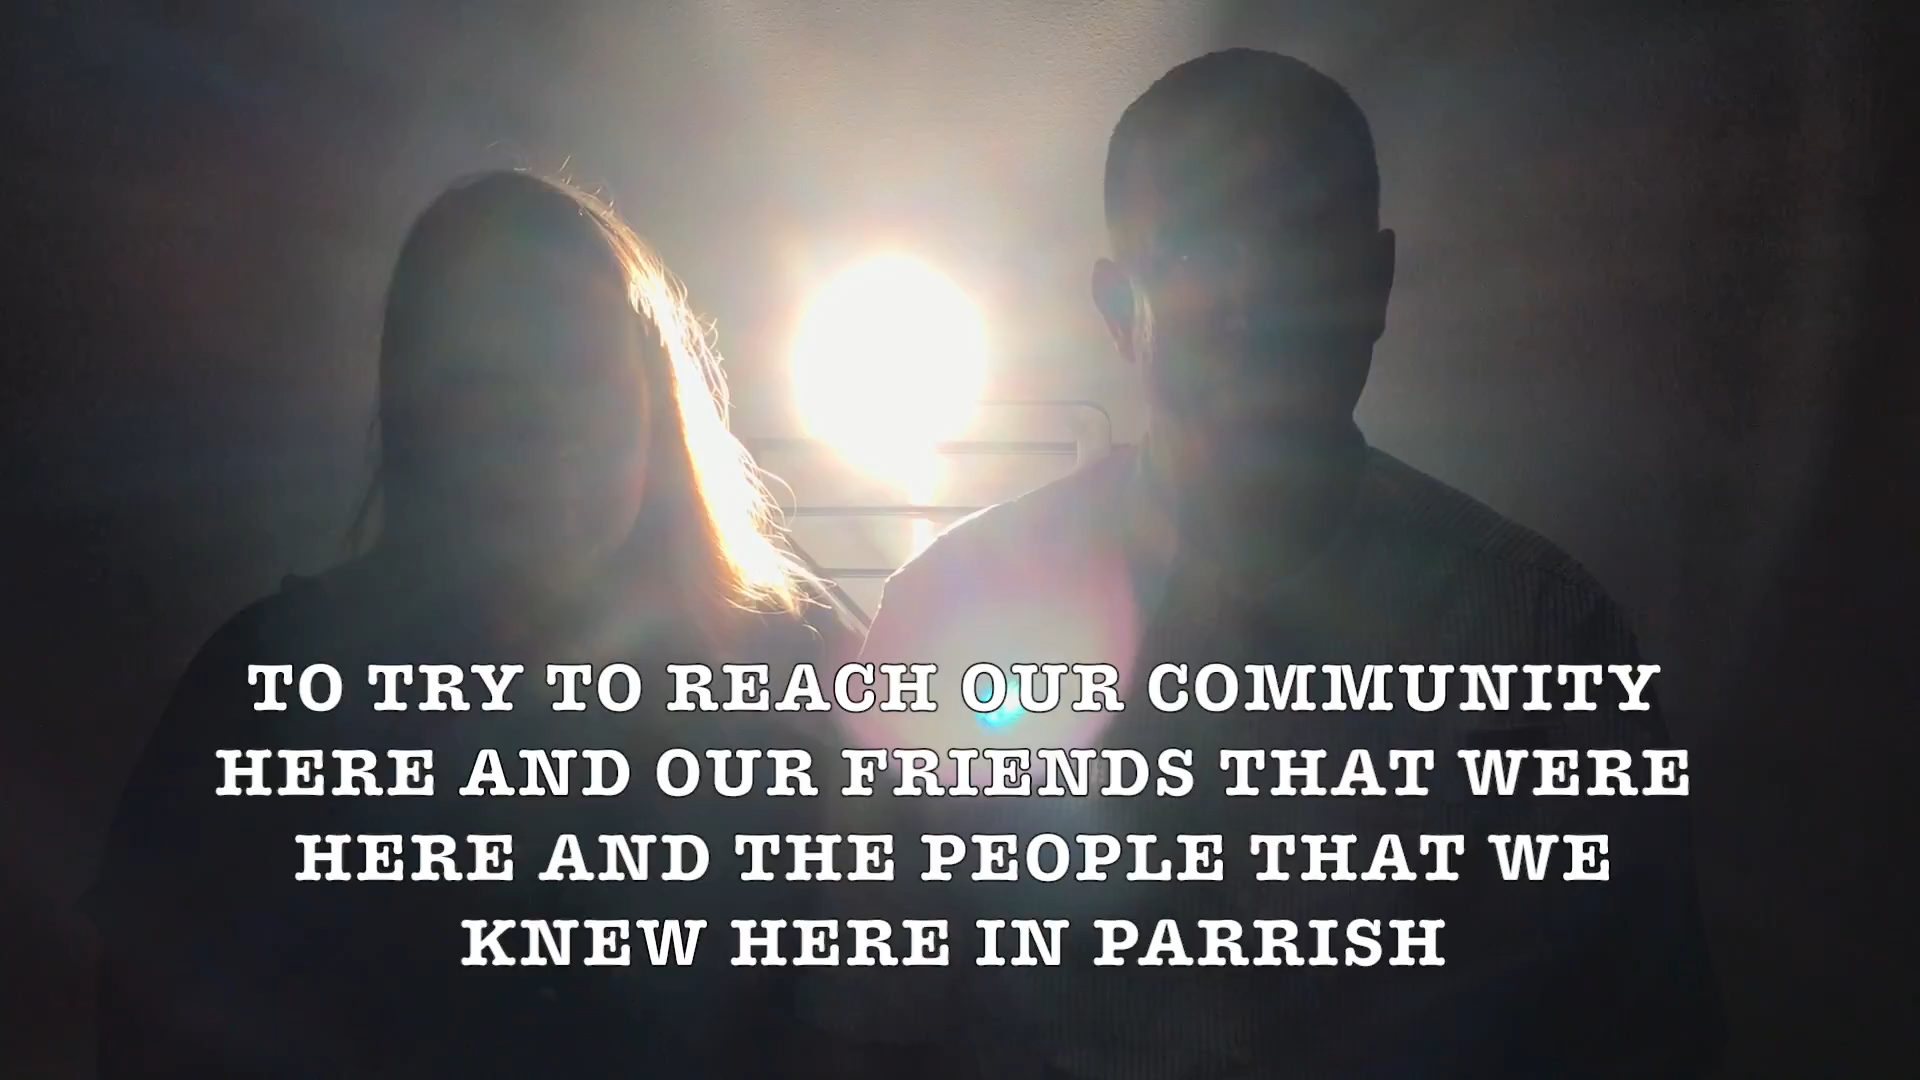 TO TRY TO REACH OUR COMMUNITY
HERE AND OUR FRIENDS THAT WERE
HERE AND THE PEOPLE THAT WE
KNEW HERE IN PARRISH